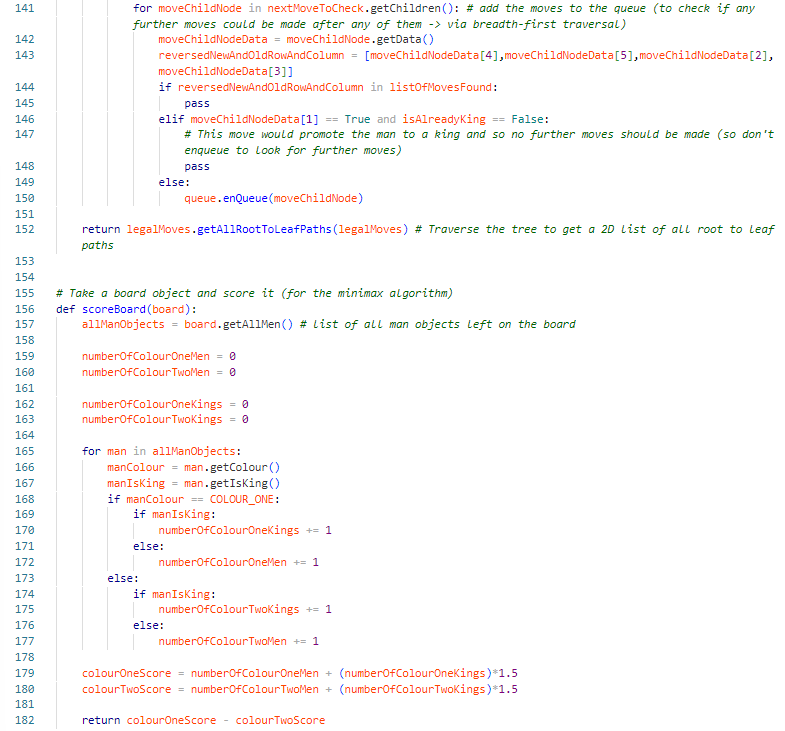 141 for moveChildNode in nextMoveToCheck.getChildren(): # add the moves to the queue (to check if any
further moves could be made after any of them -> via breadth-first traversal)
142 moveChildNodeData = moveChildNode.getData()
143 reversedNewAndOldRowAndColumn = [moveChildNodeData[4],moveChildNodeData[5],moveChildNodeData[2],
moveChildNodeData[3]]
144 if reversedNewAndOldRowAndColumn in listOfMovesFound:
145 pass
146 elif moveChildNodeData[1] == True and isAlreadyKing == False:
147 # This move would promote the man to a king and so no further moves should be made (so don't
enqueue to look for further moves)
148 pass
149 else:
150 queue.enQueue(moveChildNode)
151
152 return legalMoves.getAllRootToLeafPaths(legalMoves) # Traverse the tree to get a 2D list of all root to leaf
paths
153
154
155 # Take a board object and score it (for the minimax algorithm)
156 def scoreBoard(board):
157 allManObjects = board.getAllMen() # list of all man objects left on the board
158
159 numberOfColourOneMen = 0
160 numberOfColourTwoMen = 0
161
162 numberOfColourOneKings = 0
163 numberOfColourTwoKings = 0
164
165 for man in allManObjects:
166 manColour = man.getColour()
167 manIsKing = man.getIsKing()
168 if manColour == COLOUR_ONE:
169 if manIsKing:
170 numberOfColourOneKings += 1
171 else:
172 numberOfColourOneMen += 1
173 else:
174 if manIsKing:
175 numberOfColourTwoKings += 1
176 else:
177 numberOfColourTwoMen += 1
178
179 colourOneScore = numberOfColourOneMen + (numberOfColourOneKings)*1.5
180 colourTwoScore = numberOfColourTwoMen + (numberOfColourTwoKings)*1.5
181
182 return colourOneScore - colourTwoScore